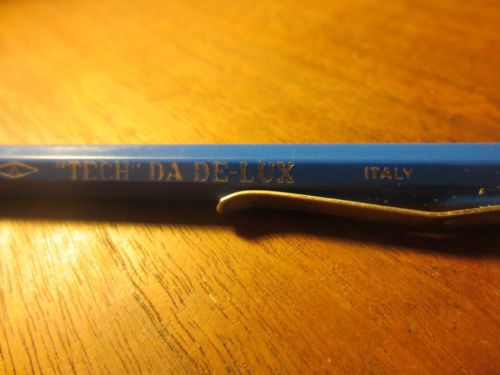 "TECH" DA DE-LUX ITALY